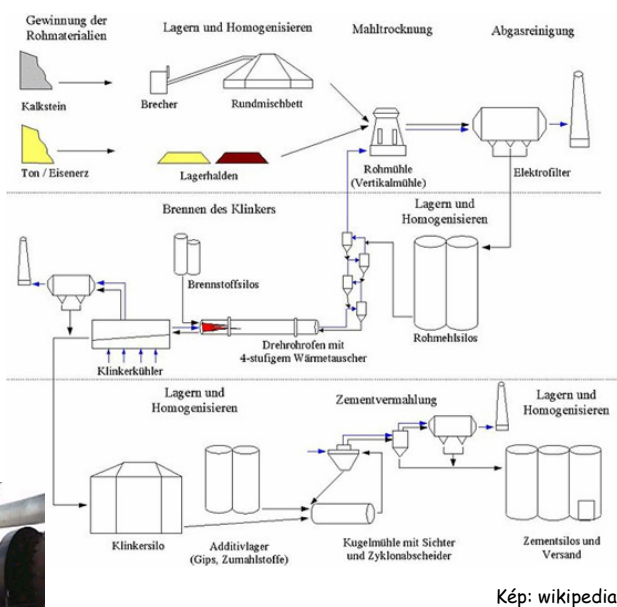 Gewinnung der
Rohmaterialien
Lagern und Homogenisieren
Mahltrocknung
Abgasreinigung
Kalkstein
Brecher
Rundmischbett
Ton / Eisenerz
Lagerhalden
Rohmühle
(Vertikalmühle)
Elektrofilter
Brennen des Klinkers
Lagern und
Homogenisieren
Brennstoffsilos
Rohmehlsilos
Drehrohrofen mit
4-stufigem Wärmetauscher
Klinkerkühler
Lagern und
Homogenisieren
Zementvermahlung
Lagern und
Homogenisieren
Klinkersilo
Additivlager
(Gips, Zumahlstoffe)
Kugelmühle mit Sichter
und Zyklonabscheider
Zementsilos und
Versand
Kép: wikipedia